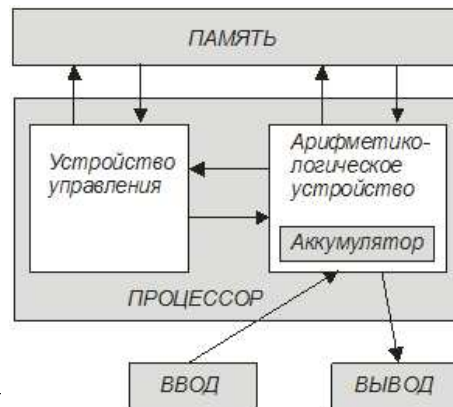 ПАМЯТЬ
Устройство
управления
Арифметико-
логическое
устройство
Аккумулятор
ПРОЦЕССОР
ВВОД
ВЫВОД